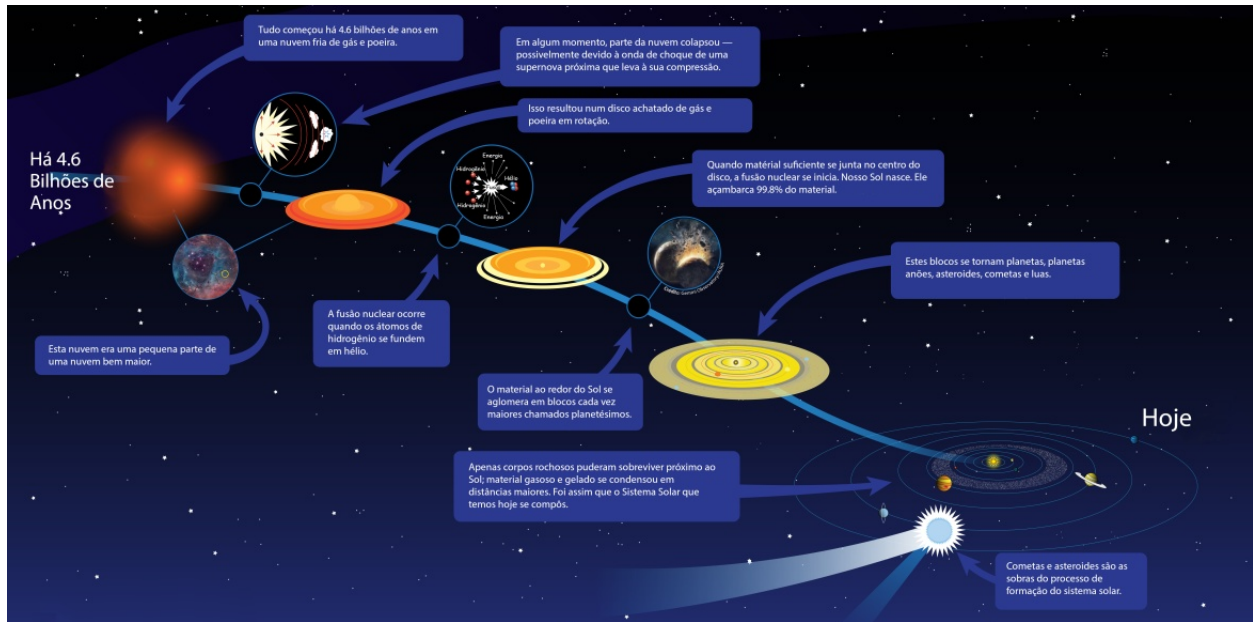 Tudo começou há 4.6 bilhões de anos em
uma nuvem fria de gás e poeira.
Em algum momento, parte da nuvem colapsou —
possivelmente devido à onda de choque de uma
supernova próxima que leva à sua compressão.
Isso resultou num disco achatado de gás e
poeira em rotação.
Há 4.6
Bilhões de
Anos
Energia
Hidrogênio
Hélio
Hidrogênio
Energia
Quando matérial suficiente se junta no centro do
disco, a fusão nuclear se inicia. Nosso Sol nasce. Ele
açambarca 99.8% do material.
Estes blocos se tornam planetas, planetas
anões, asteroides, cometas e luas.
Esta nuvem era uma pequena parte de
uma nuvem bem maior.
A fusão nuclear ocorre
quando os átomos de
hidrogênio se fundem
em hélio.
O material ao redor do Sol se
aglomera em blocos cada vez
maiores chamados planetésimos.
Hoje
Apenas corpos rochosos puderam sobreviver próximo ao
Sol; material gasoso e gelado se condensou em
distâncias maiores. Foi assim que o Sistema Solar que
temos hoje se compôs.
Cometas e asteroides são as
sobras do processo de
formação do sistema solar.